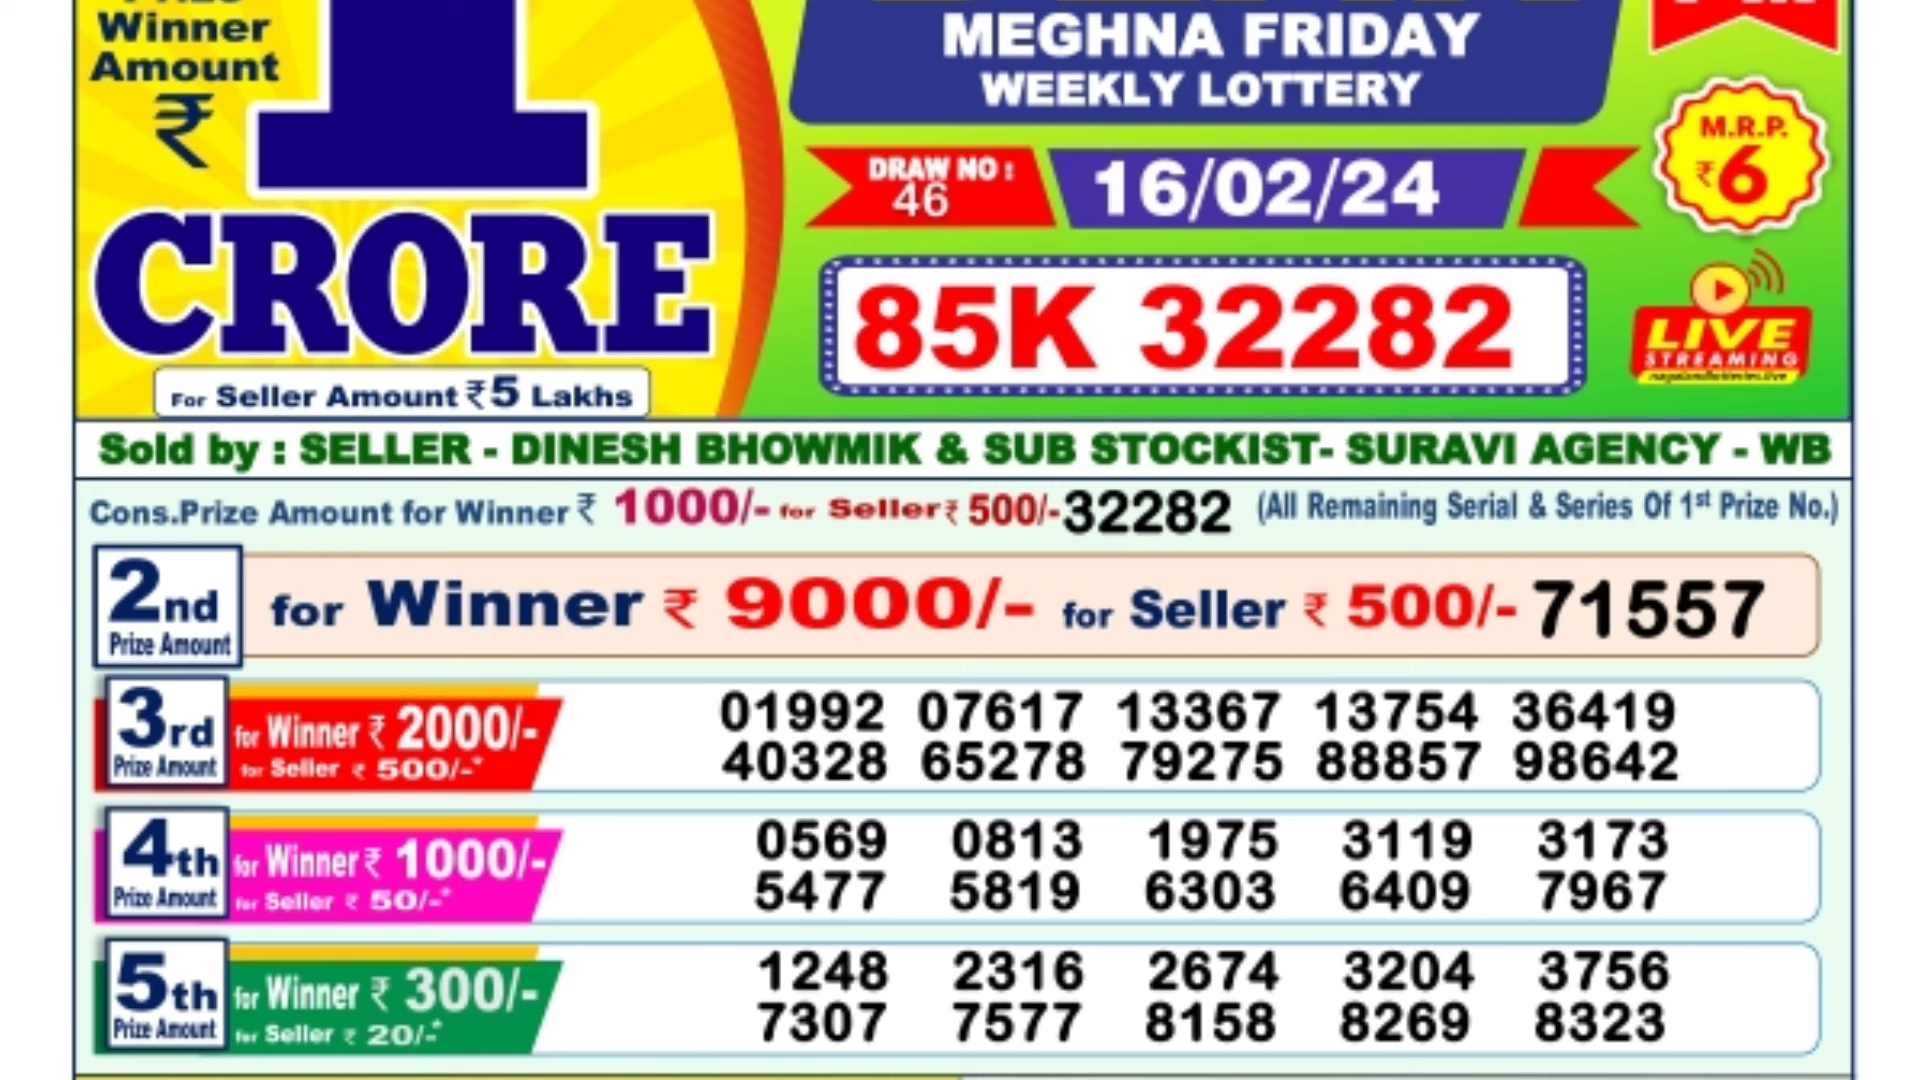 Winner
Amount
₹
1
CRORE
For Seller Amount ₹5 Lakhs
MEGHNA FRIDAY
WEEKLY LOTTERY
DRAW NO :
46
16/02/24
M.R.P.
₹6
85K 32282
LIVE
STREAMING
nagalandlotteries.live
Sold by : SELLER - DINESH BHOWMIK & SUB STOCKIST- SURAVI AGENCY - WB
Cons.Prize Amount for Winner ₹ 1000/- for Seller ₹ 500/- 32282 (All Remaining Serial & Series Of 1st Prize No.)
2nd
Prize Amount
for Winner ₹ 9000/- for Seller ₹ 500/- 71557
3rd
Prize Amount
for Winner ₹ 2000/-
for Seller ₹ 500/-*
01992 07617 13367 13754 36419
40328 65278 79275 88857 98642
4th
Prize Amount
for Winner ₹ 1000/-
for Seller ₹ 50/-*
0569 0813 1975 3119 3173
5477 5819 6303 6409 7967
5th
Prize Amount
for Winner ₹ 300/-
for Seller ₹ 20/-*
1248 2316 2674 3204 3756
7307 7577 8158 8269 8323